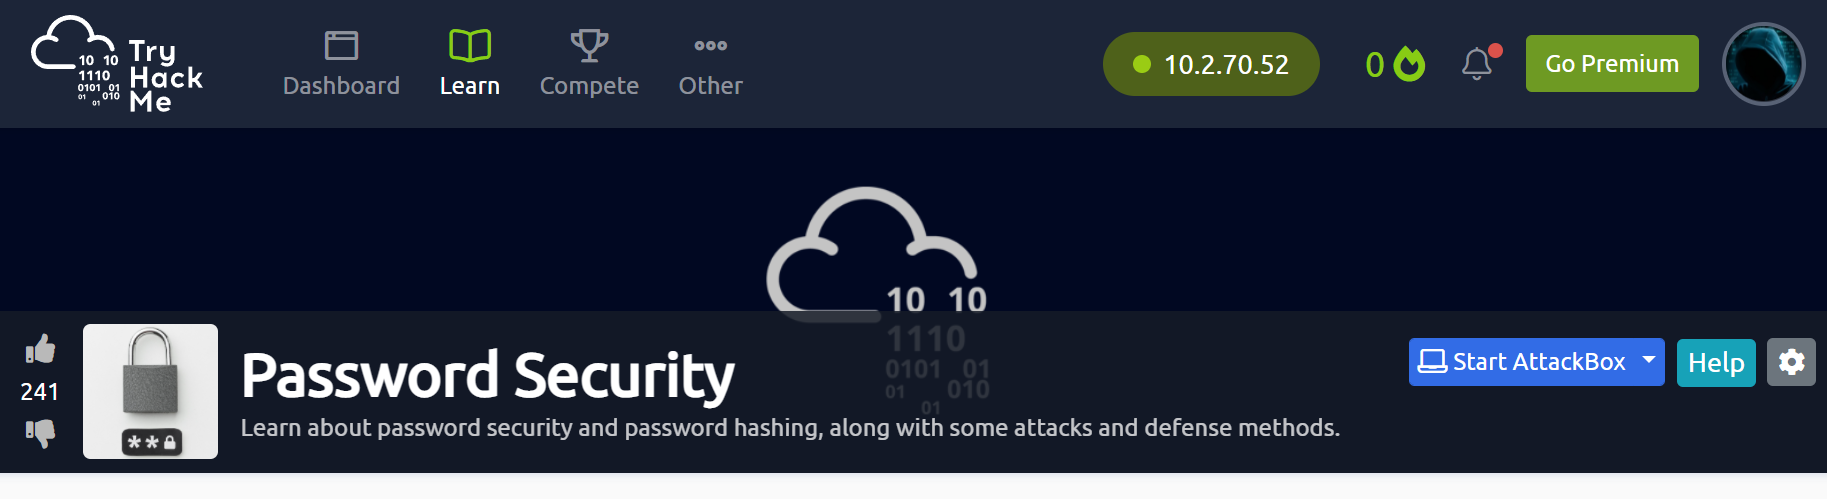 Try
Hack
Me
10 10
1110
0101 01
01 010
01
Dashboard
Learn
Compete
Other
10.2.70.52
0
Go Premium
10 10
1110
0101 01
01 010
01
241
**
Password Security
Learn about password security and password hashing, along with some attacks and defense methods.
Start AttackBox
Help